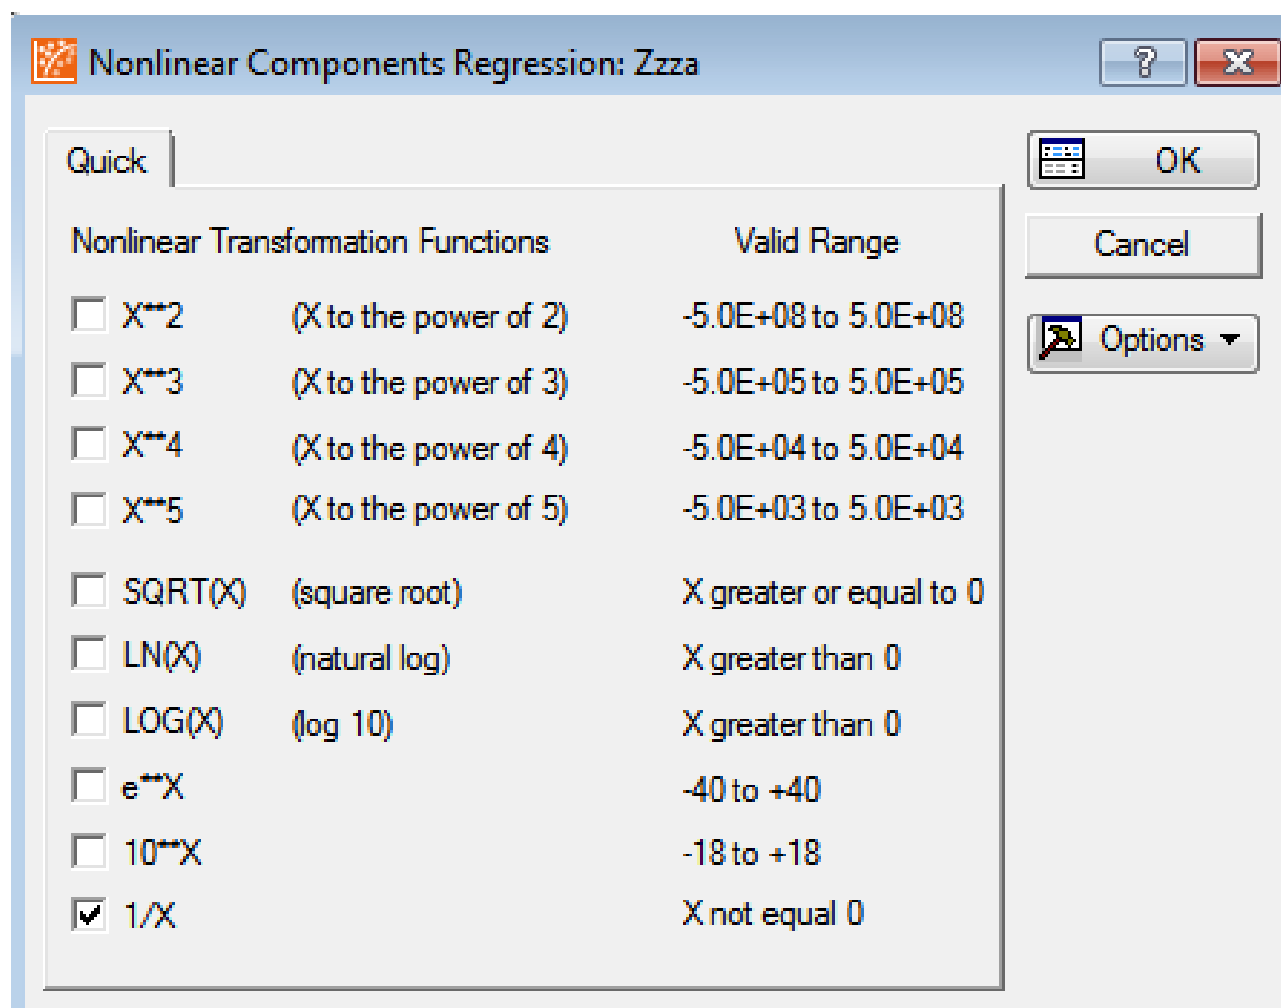 Nonlinear Components Regression: Zzza
?
Quick
OK
Nonlinear Transformation Functions Valid Range
Cancel
X**2 (X to the power of 2) -5.0E+08 to 5.0E+08
Options
X**3 (X to the power of 3) -5.0E+05 to 5.0E+05
X**4 (X to the power of 4) -5.0E+04 to 5.0E+04
X**5 (X to the power of 5) -5.0E+03 to 5.0E+03
SQRT(X) (square root) X greater or equal to 0
LN(X) (natural log) X greater than 0
LOG(X) (log 10) X greater than 0
e**X -40 to +40
10**X -18 to +18
1/X X not equal 0